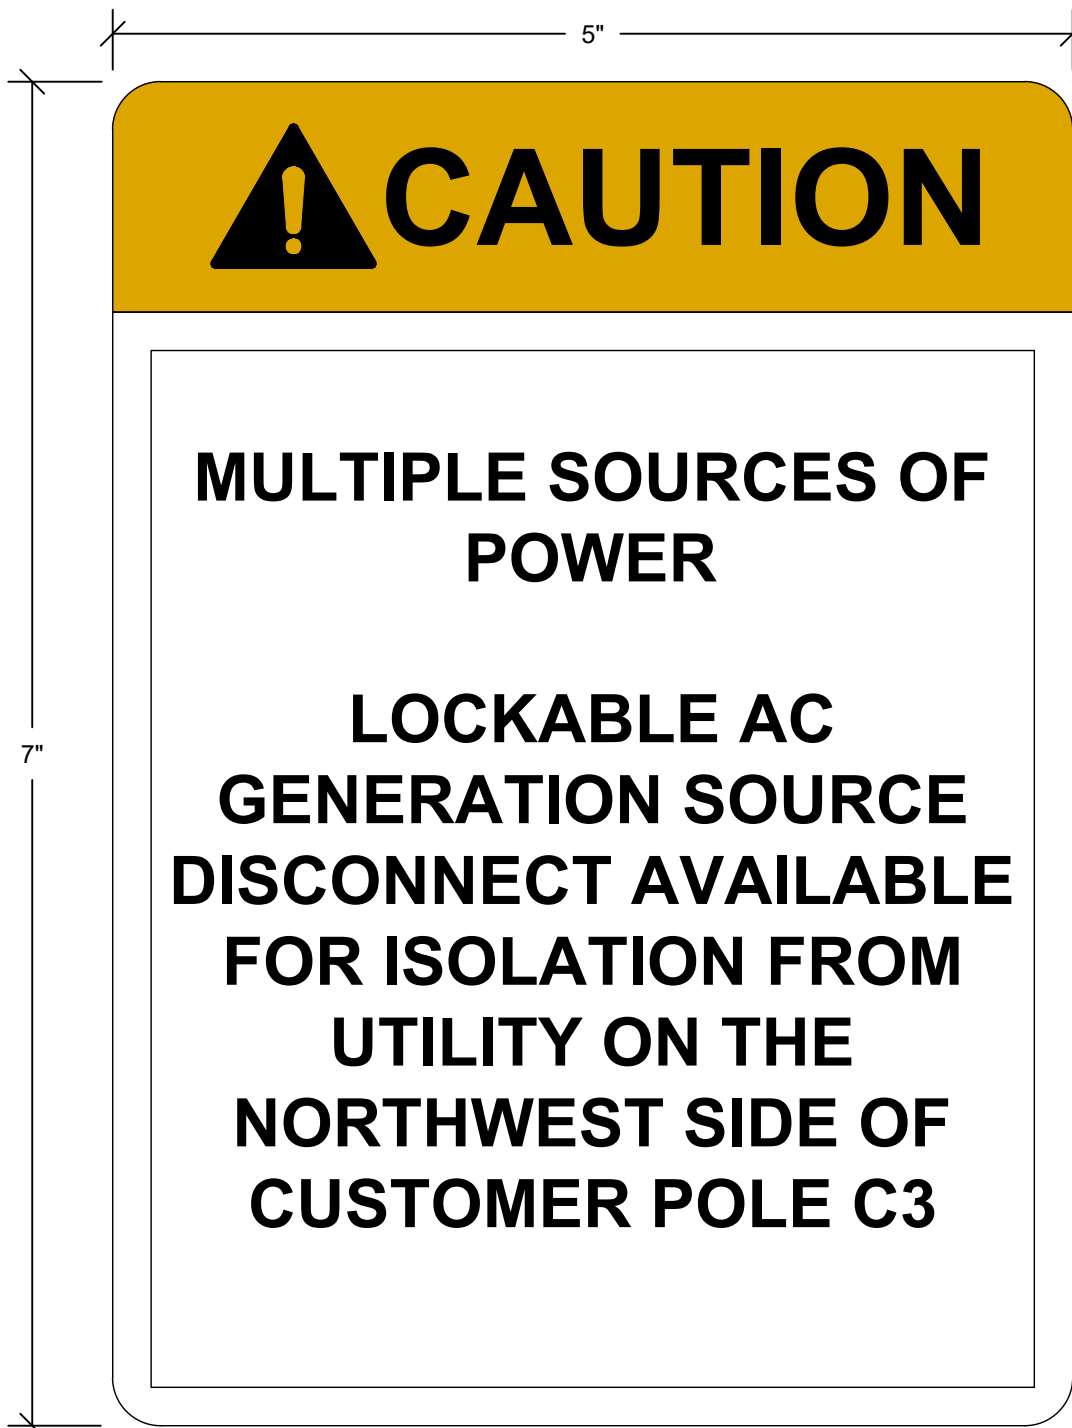 5"
CAUTION
7"
MULTIPLE SOURCES OF
POWER
LOCKABLE AC
GENERATION SOURCE
DISCONNECT AVAILABLE
FOR ISOLATION FROM
UTILITY ON THE
NORTHWEST SIDE OF
CUSTOMER POLE C3